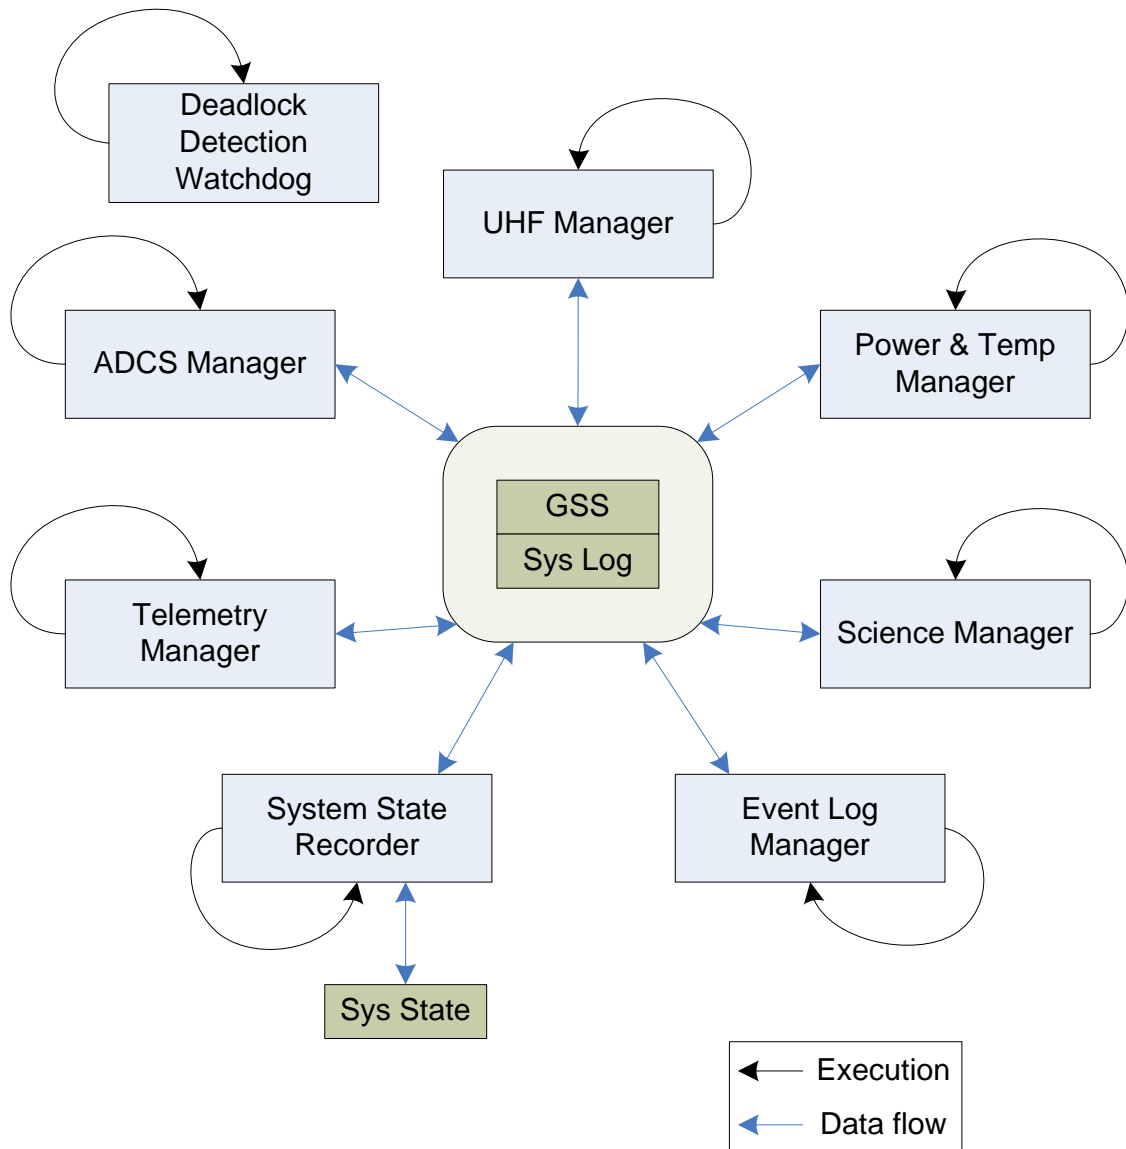 Deadlock
Detection
Watchdog
UHF Manager
ADCS Manager
Power & Temp
Manager
GSS
Sys Log
Telemetry
Manager
Science Manager
System State
Recorder
Event Log
Manager
Sys State
Execution
Data flow